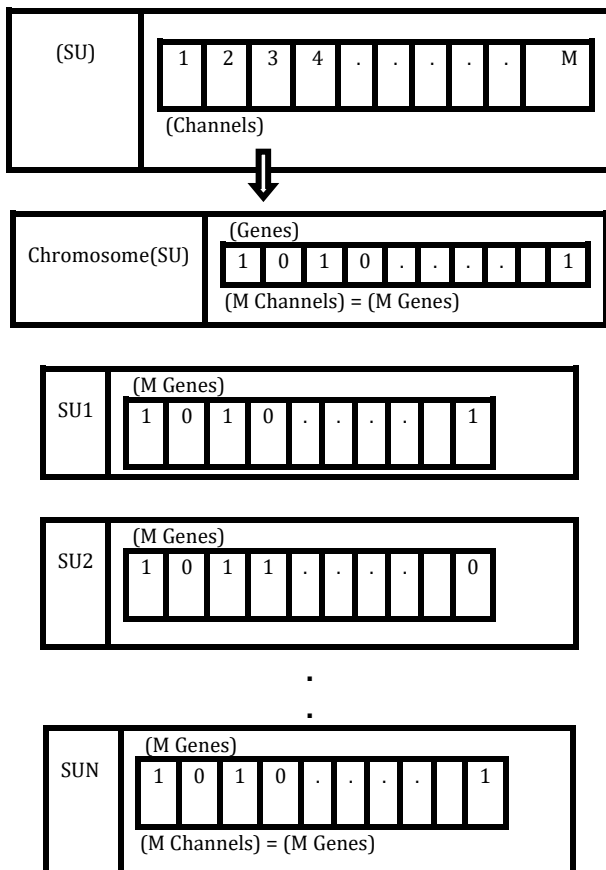 (SU) 1 2 3 4 . . . . . M
(Channels)
(Genes)
Chromosome(SU) 1 0 1 0 . . . . 1
(M Channels) = (M Genes)
(M Genes)
SU1 1 0 1 0 . . . . 1
(M Genes)
SU2 1 0 1 1 . . . . 0
.
.
(M Genes)
SUN 1 0 1 0 . . . . 1
(M Channels) = (M Genes)